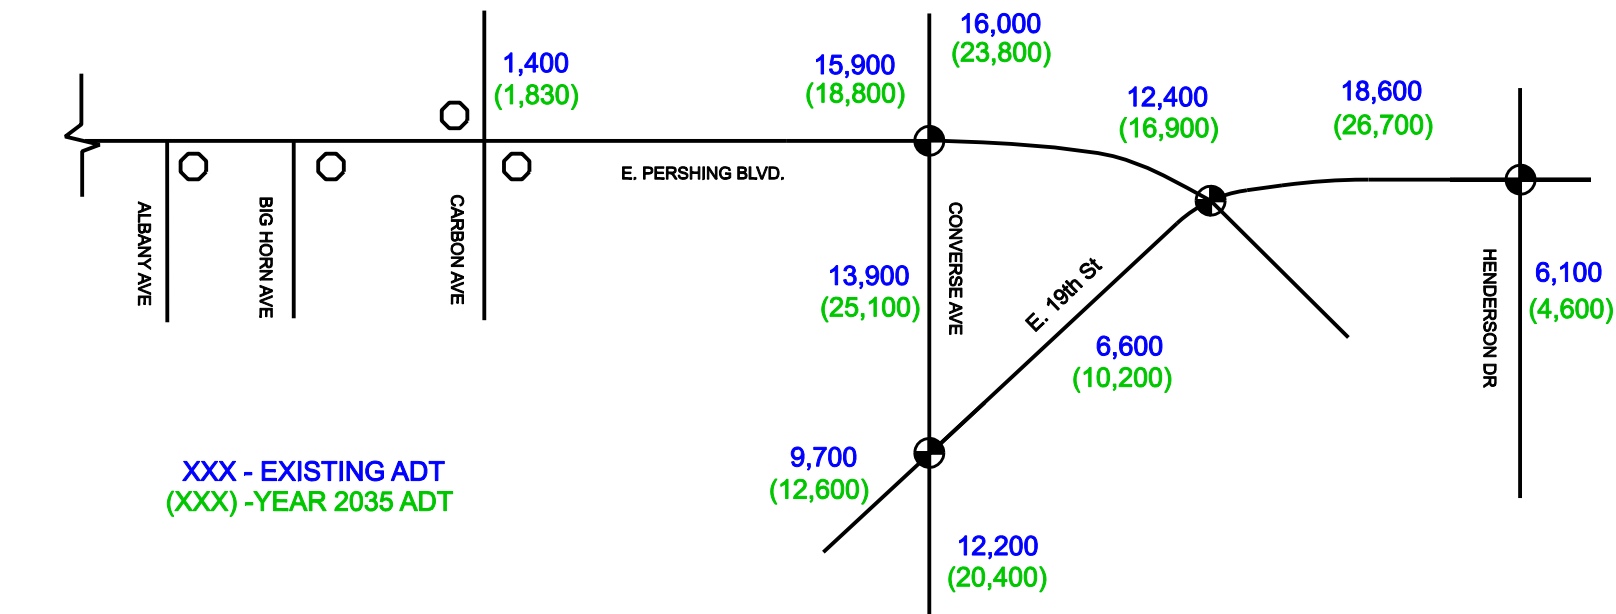 16,000
(23,800)
1,400
(1,830)
15,900
(18,800)
12,400
(16,900)
18,600
(26,700)
E. PERSHING BLVD.
ALBANY AVE
BIG HORN AVE
CARBON AVE
CONVERSE AVE
HENDERSON DR
13,900
(25,100)
E. 19th St
6,100
(4,600)
6,600
(10,200)
9,700
(12,600)
XXX - EXISTING ADT
(XXX) -YEAR 2035 ADT
12,200
(20,400)